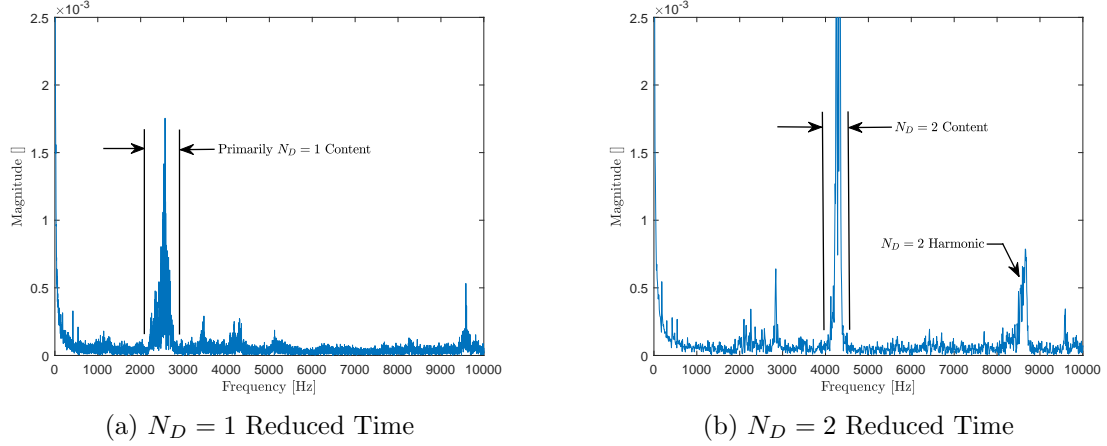 ×10⁻³
2.5
2
1.5
1
0.5
0
Magnitude []
Primarily N_D = 1 Content
0 1000 2000 3000 4000 5000 6000 7000 8000 9000 10000
Frequency [Hz]
(a) N_D = 1 Reduced Time
×10⁻³
2.5
2
1.5
1
0.5
0
Magnitude []
N_D = 2 Content
N_D = 2 Harmonic
0 1000 2000 3000 4000 5000 6000 7000 8000 9000 10000
Frequency [Hz]
(b) N_D = 2 Reduced Time